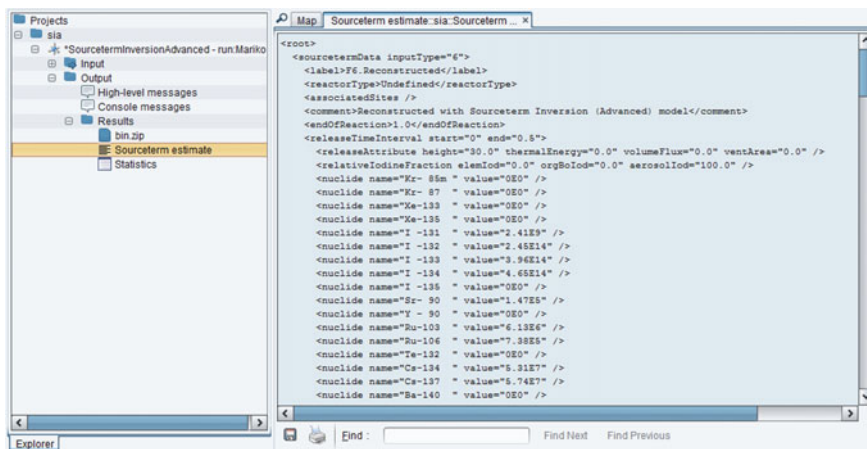 Projects
sia
*SourcetermInversionAdvanced - run:Mariko
Input
Output
High-level messages
Console messages
Results
bin.zip
Sourceterm estimate
Statistics
Explorer
Map
Sourceterm estimate::sia::Sourceterm ... ×
<root>
<sourcetermData inputType="6">
<label>F6.Reconstructed</label>
<reactorType>Undefined</reactorType>
<associatedSites />
<comment>Reconstructed with Sourceterm Inversion (Advanced) model</comment>
<endOfReaction>1.0</endOfReaction>
<releaseTimeInterval start="0" end="0.5">
<releaseAttribute height="30.0" thermalEnergy="0.0" volumeFlux="0.0" ventArea="0.0" />
<relativeIodineFraction elemIod="0.0" orgBoIod="0.0" aerosolIod="100.0" />
<nuclide name="Kr- 85m " value="0E0" />
<nuclide name="Kr- 87  " value="0E0" />
<nuclide name="Xe-133  " value="0E0" />
<nuclide name="Xe-135  " value="0E0" />
<nuclide name="I -131  " value="2.41E9" />
<nuclide name="I -132  " value="2.45E14" />
<nuclide name="I -133  " value="3.96E14" />
<nuclide name="I -134  " value="4.65E14" />
<nuclide name="I -135  " value="0E0" />
<nuclide name="Sr- 90  " value="1.47E5" />
<nuclide name="Y - 90  " value="0E0" />
<nuclide name="Ru-103  " value="6.13E6" />
<nuclide name="Ru-106  " value="7.38E5" />
<nuclide name="Te-132  " value="0E0" />
<nuclide name="Cs-134  " value="5.31E7" />
<nuclide name="Cs-137  " value="5.74E7" />
<nuclide name="Ba-140  " value="0E0" />
Find :
Find Next
Find Previous